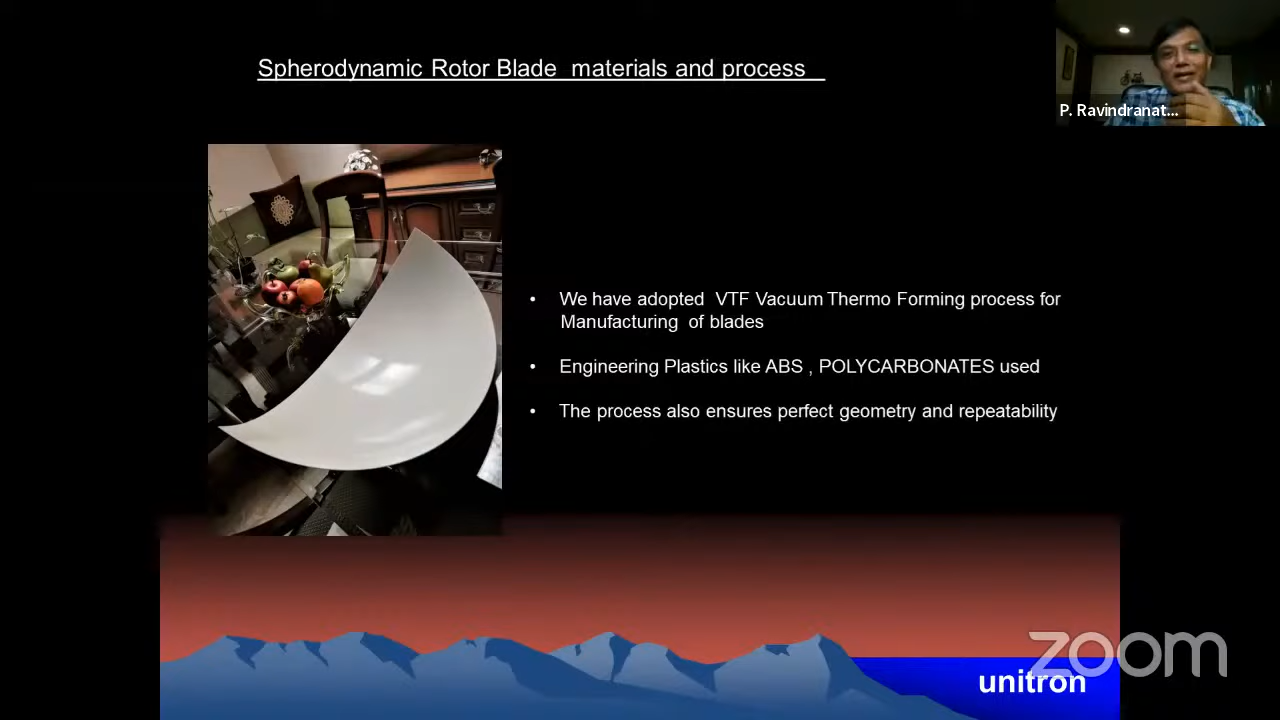 Spherodynamic Rotor Blade materials and process
P. Ravindranat...
• We have adopted VTF Vacuum Thermo Forming process for
Manufacturing of blades
• Engineering Plastics like ABS , POLYCARBONATES used
• The process also ensures perfect geometry and repeatability
zoom
unitron